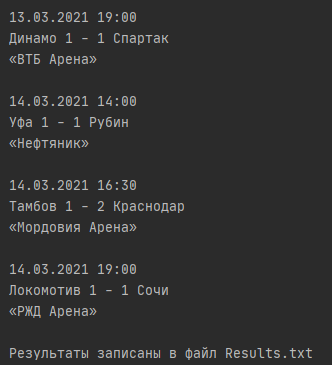 13.03.2021 19:00
Динамо 1 - 1 Спартак
«ВТБ Арена»
14.03.2021 14:00
Уфа 1 - 1 Рубин
«Нефтяник»
14.03.2021 16:30
Тамбов 1 - 2 Краснодар
«Мордовия Арена»
14.03.2021 19:00
Локомотив 1 - 1 Сочи
«РЖД Арена»
Результаты записаны в файл Results.txt